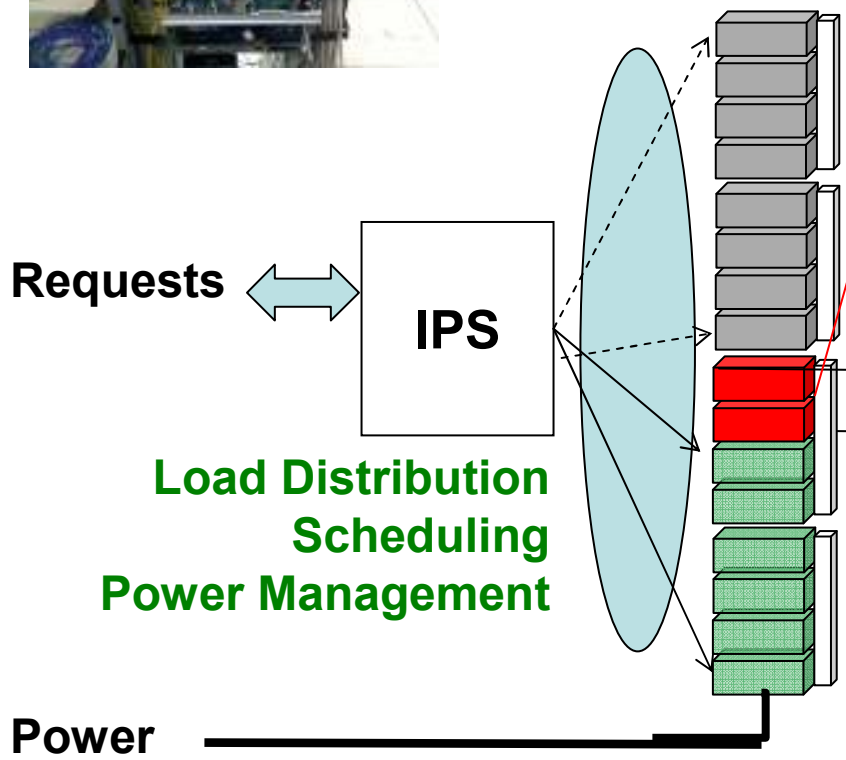 Requests
IPS
Load Distribution
Scheduling
Power Management
Power